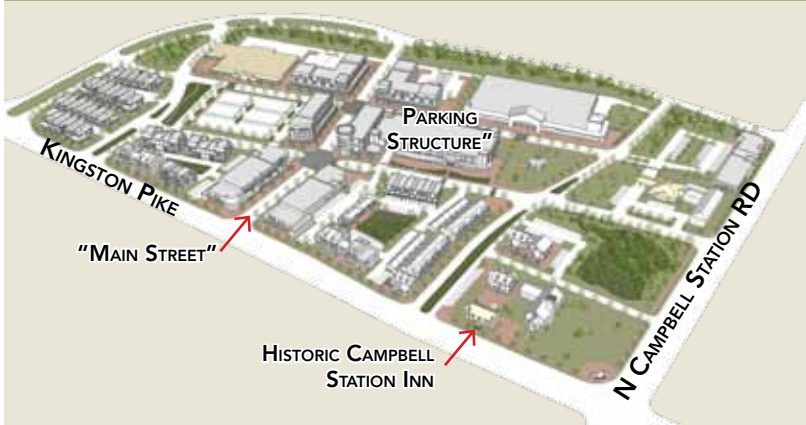 Parking
Structure"
Kingston Pike
"Main Street"
Historic Campbell
Station Inn
N Campbell Station RD